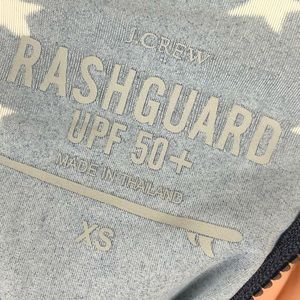 J.CREW
RASHGUARD
UPF 50+
MADE IN THAILAND
XS